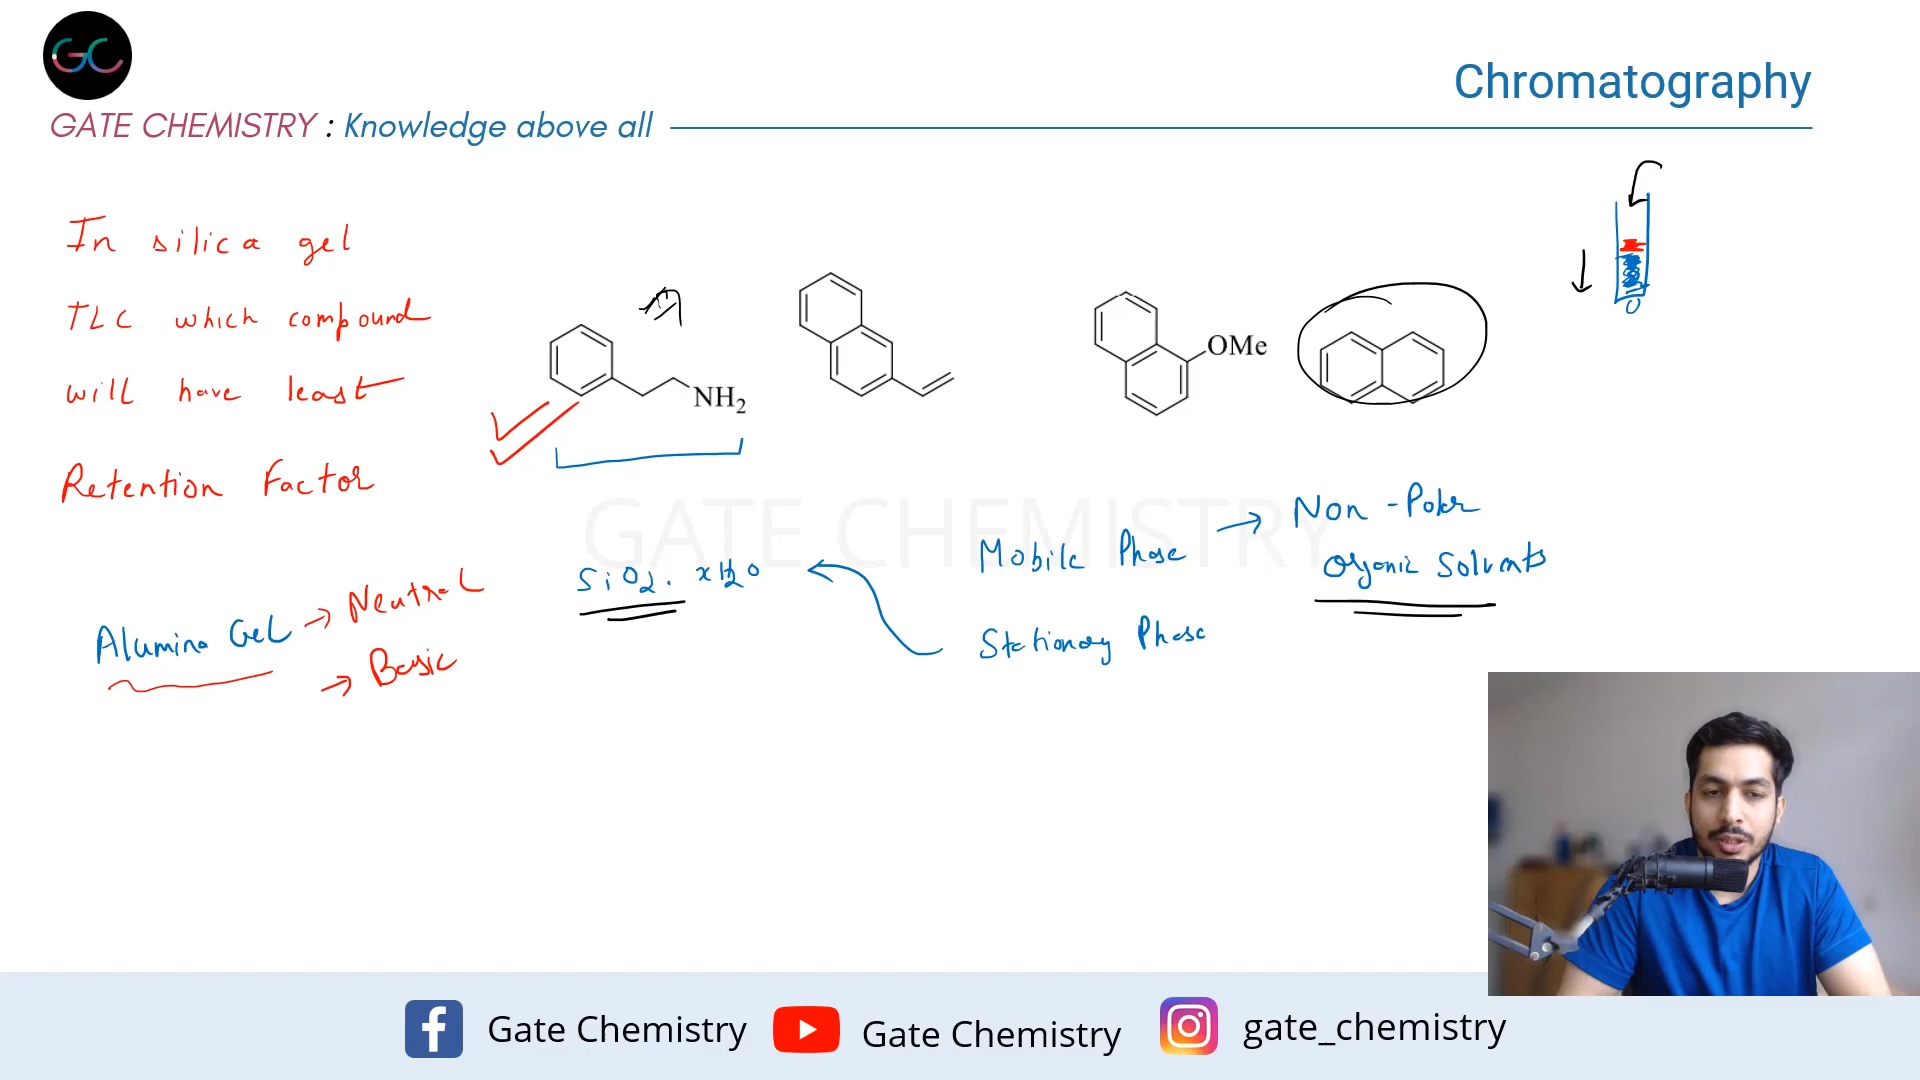 GC
Chromatography
GATE CHEMISTRY : Knowledge above all
In silica gel
TLC which compound
will have least
Retention Factor
NH2
OMe
GATE CHEMISTRY
Mobile Phase → Non-Polar
Organic Solvents
SiO2. xH2O
Stationary Phase
Alumina Gel → Neutral
→ Basic
Gate Chemistry
Gate Chemistry
gate_chemistry